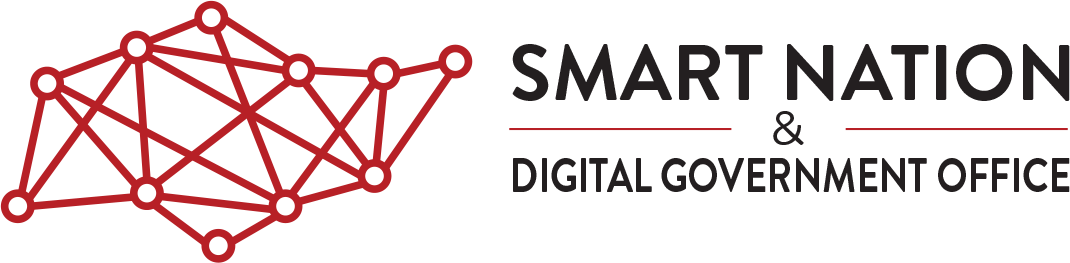 SMART NATION
&
DIGITAL GOVERNMENT OFFICE